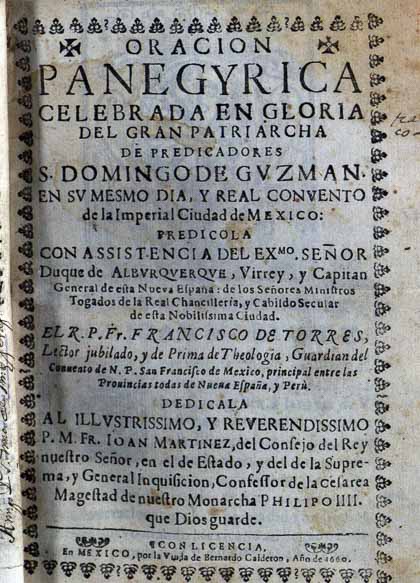 ORACION
PANEGYRICA
CELEBRADA EN GLORIA
DEL GRAN PATRIARCHA
DE PREDICADORES
S. DOMINGO DE GVZMAN.
EN SV MESMO DIA, Y REAL CONVENTO
de la Imperial Ciudad de MEXICO:
PREDICOLA
CON ASSISTENCIA DEL EXMO. SEÑOR
Duque de ALBVRQVERQVE, Virrey, y Capitan
General de esta Nueva España: de los Señores Ministros
Togados de la Real Chancilleria, y Cabildo Secular
de esta Nobilissima Ciudad.
EL R. P. Fr. FRANCISCO DE TORRES,
Lector jubilado, y de Prima de Theologia, Guardian del
Convento de N. P. San Francisco de Mexico, principal entre las
Provincias todas de Nueva España, y Perù.
DEDICALA
AL ILLVSTRISSIMO, Y REVERENDISSIMO
P. M. FR. IOAN MARTINEZ, del Consejo del Rey
nuestro Señor, en el de Estado, y del de la Supre-
ma, y General Inquisicion, Confessor de la Cesarea
Magestad de nuestro Monarcha PHILIPO IIII.
que Dios guarde.
CON LICENCIA.
En MEXICO, por la Viuda de Bernardo Calderon, Año de 1660.